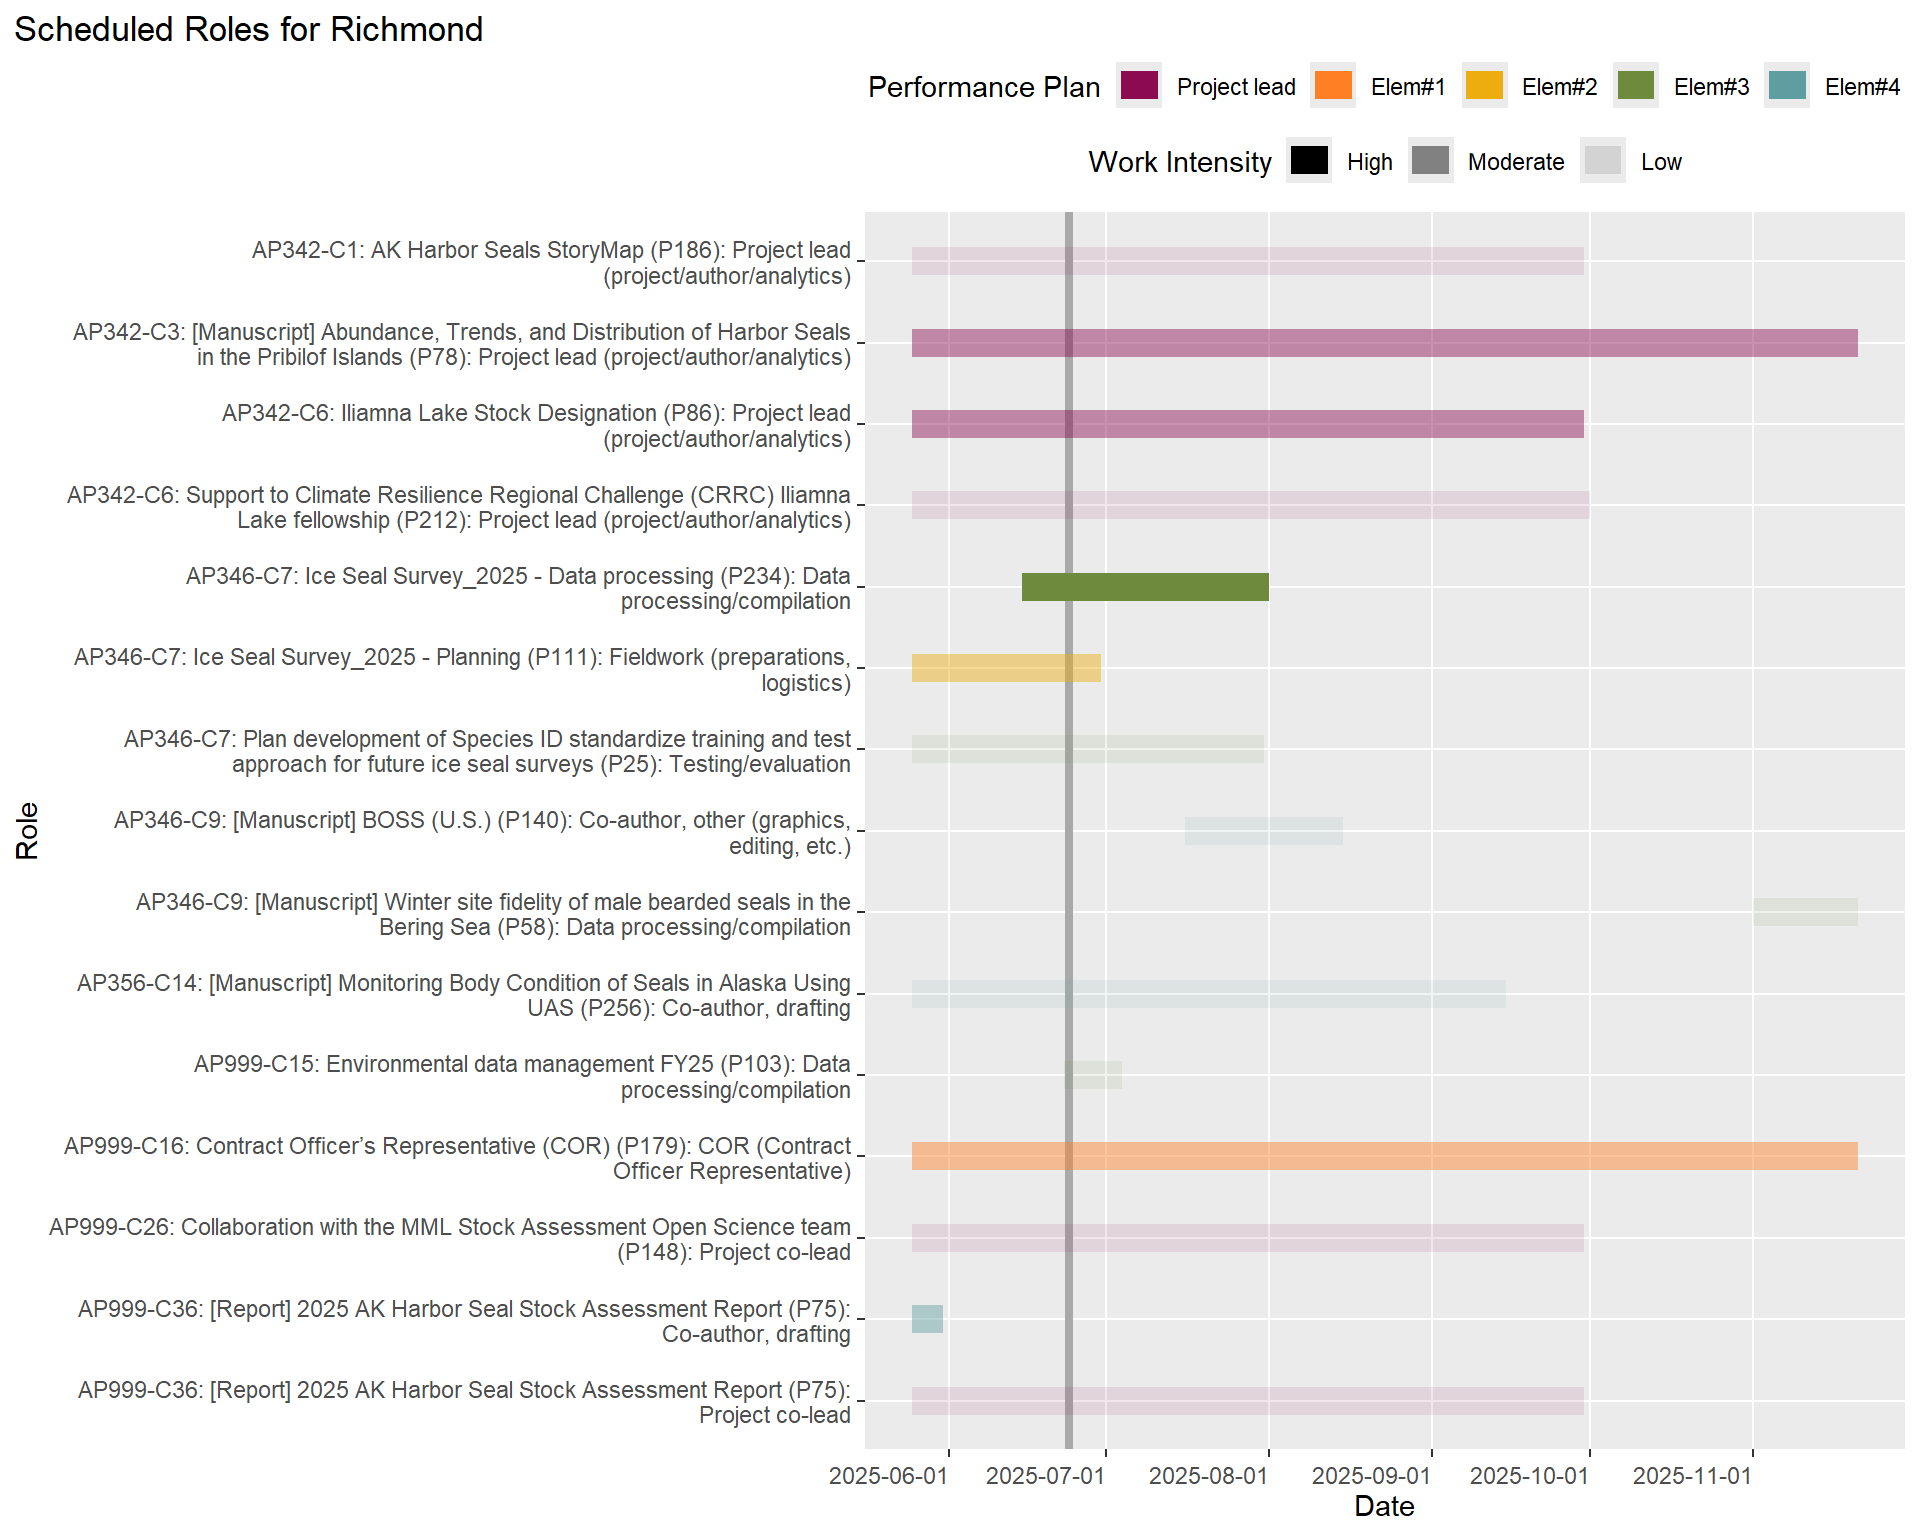 Scheduled Roles for Richmond
Performance Plan Project lead Elem#1 Elem#2 Elem#3 Elem#4
Work Intensity High Moderate Low
AP342-C1: AK Harbor Seals StoryMap (P186): Project lead
(project/author/analytics)
AP342-C3: [Manuscript] Abundance, Trends, and Distribution of Harbor Seals
in the Pribilof Islands (P78): Project lead (project/author/analytics)
AP342-C6: Iliamna Lake Stock Designation (P86): Project lead
(project/author/analytics)
AP342-C6: Support to Climate Resilience Regional Challenge (CRRC) Iliamna
Lake fellowship (P212): Project lead (project/author/analytics)
AP346-C7: Ice Seal Survey_2025 - Data processing (P234): Data
processing/compilation
AP346-C7: Ice Seal Survey_2025 - Planning (P111): Fieldwork (preparations,
logistics)
AP346-C7: Plan development of Species ID standardize training and test
approach for future ice seal surveys (P25): Testing/evaluation
AP346-C9: [Manuscript] BOSS (U.S.) (P140): Co-author, other (graphics,
editing, etc.)
AP346-C9: [Manuscript] Winter site fidelity of male bearded seals in the
Bering Sea (P58): Data processing/compilation
AP356-C14: [Manuscript] Monitoring Body Condition of Seals in Alaska Using
UAS (P256): Co-author, drafting
AP999-C15: Environmental data management FY25 (P103): Data
processing/compilation
AP999-C16: Contract Officer’s Representative (COR) (P179): COR (Contract
Officer Representative)
AP999-C26: Collaboration with the MML Stock Assessment Open Science team
(P148): Project co-lead
AP999-C36: [Report] 2025 AK Harbor Seal Stock Assessment Report (P75):
Co-author, drafting
AP999-C36: [Report] 2025 AK Harbor Seal Stock Assessment Report (P75):
Project co-lead
Role
2025-06-01 2025-07-01 2025-08-01 2025-09-01 2025-10-01 2025-11-01
Date